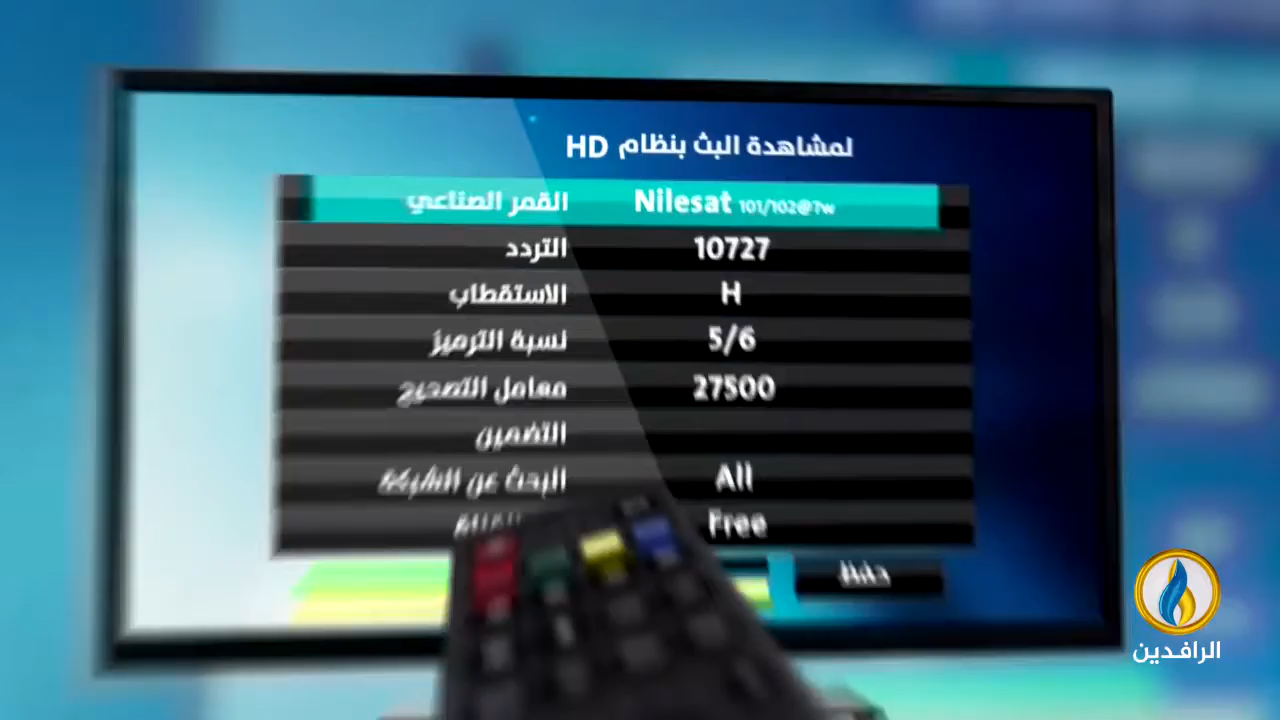 لمشاهدة البث بنظام HD
القمر الصناعي Nilesat 101/102@7w
التردد 10727
الاستقطاب H
نسبة الترميز 5/6
معامل التصحيح 27500
التضمين
البحث عن الشبكة All
Free
حفظ
الرافدين